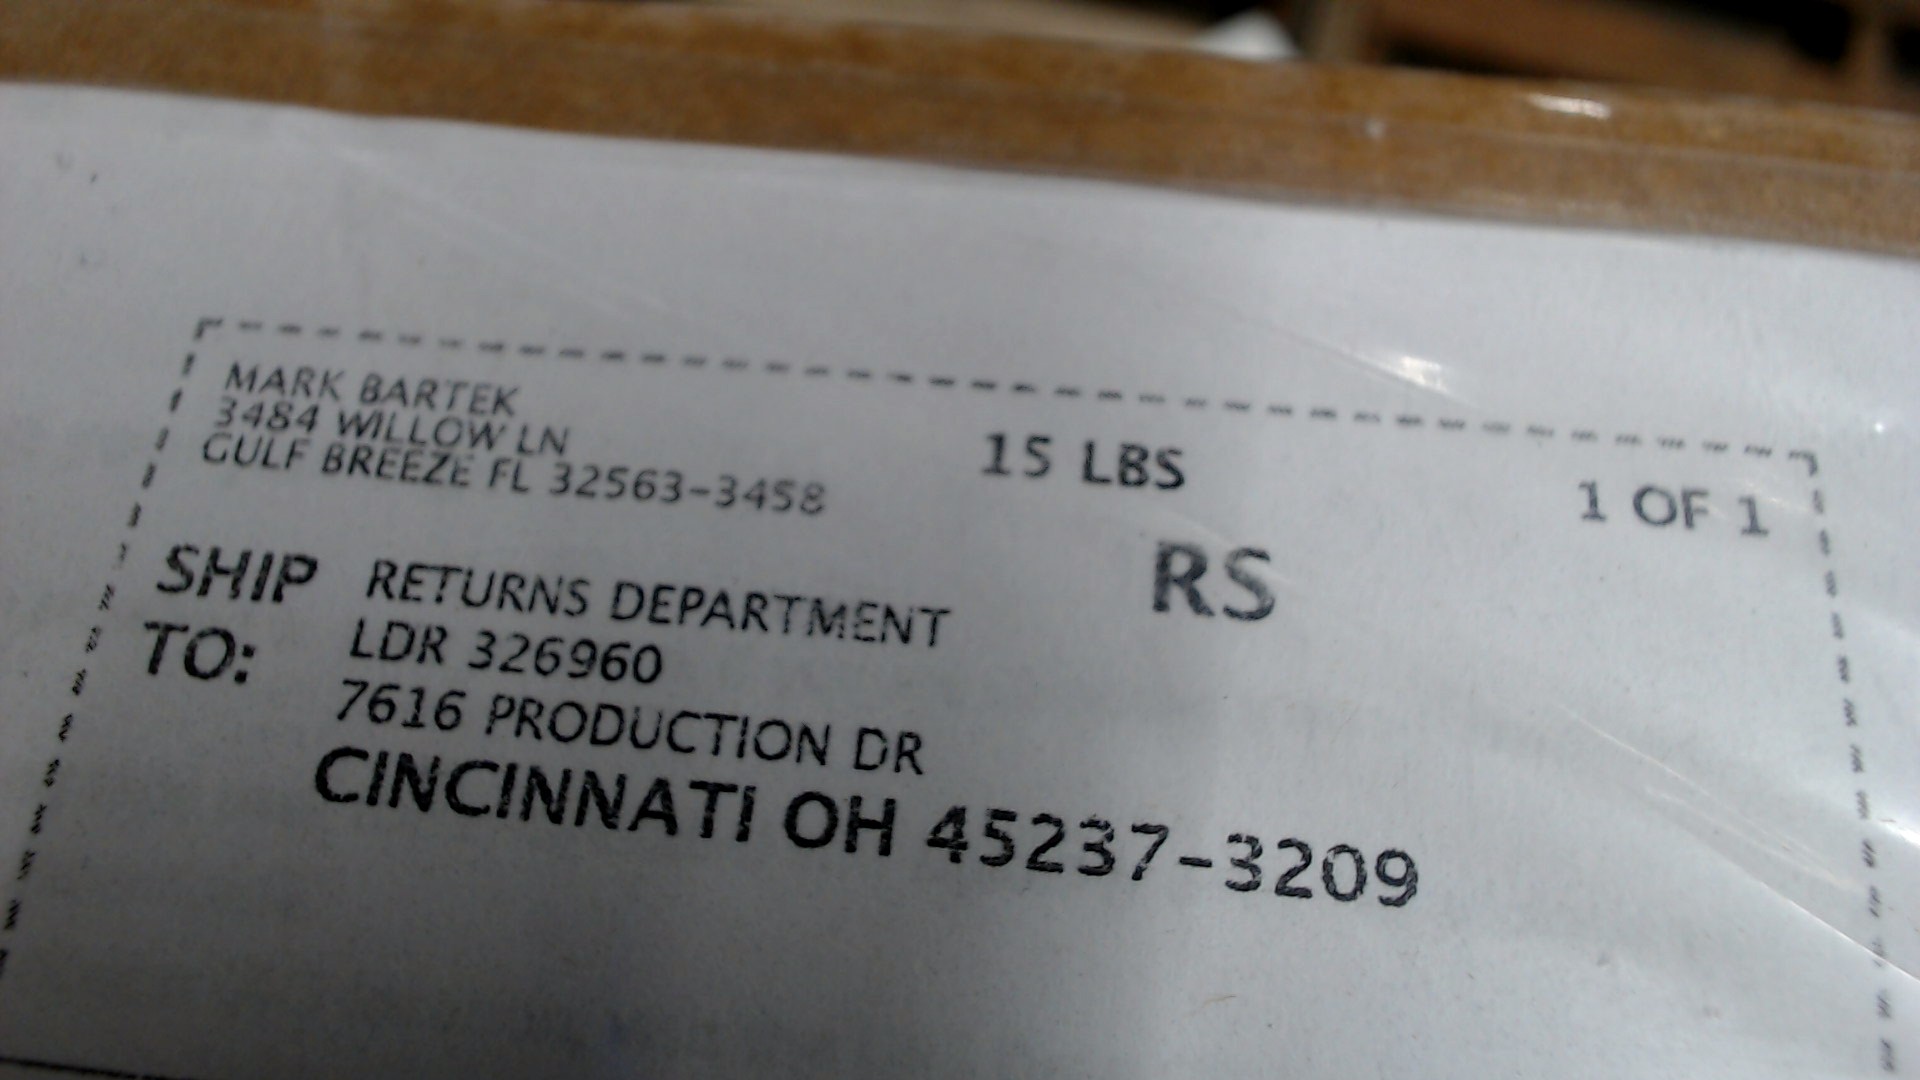 MARK BARTEK
3484 WILLOW LN
GULF BREEZE FL 32563-3458
15 LBS
1 OF 1
RS
SHIP TO:
RETURNS DEPARTMENT
LDR 326960
7616 PRODUCTION DR
CINCINNATI OH 45237-3209